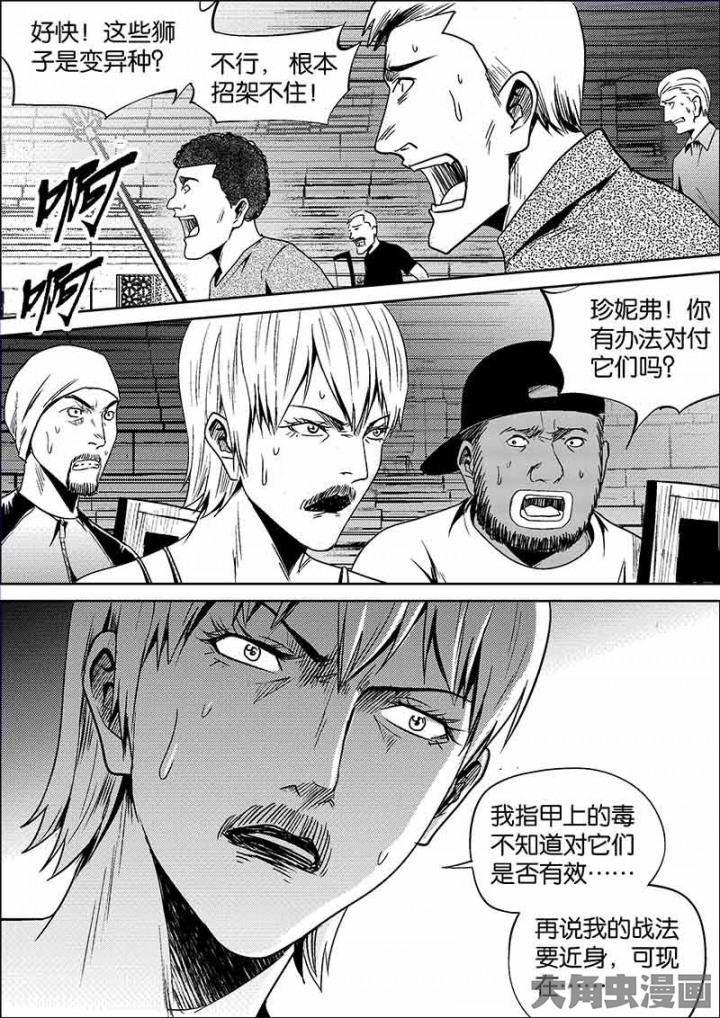 好快！这些狮
子是变异种？
不行，根本
招架不住！
啊
啊
珍妮弗！你
有办法对付
它们吗？
我指甲上的毒
不知道对它们
是否有效……
再说我的战法
要近身，可现
在……
大角虫漫画